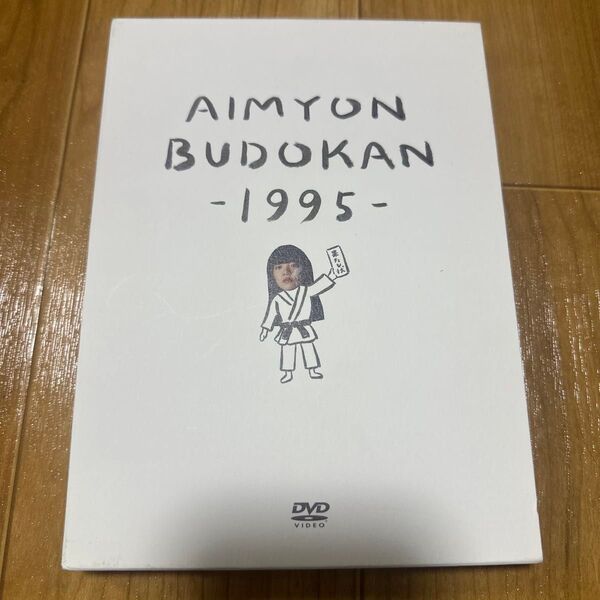 AIMYON
BUDOKAN
-1995-
DVD
VIDEO